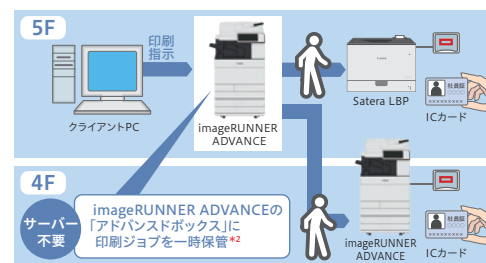 5F
印刷
指示
クライアントPC
imageRUNNER
ADVANCE
Satera LBP
社員証
ICカード
4F
サーバー
不要
imageRUNNER ADVANCEの
「アドバンスドボックス」に
印刷ジョブを一時保管*2
imageRUNNER
ADVANCE
社員証
ICカード